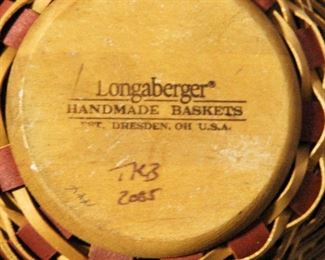 Longaberger®
HANDMADE BASKETS
EST. DRESDEN, OH U.S.A.
TKB
2005